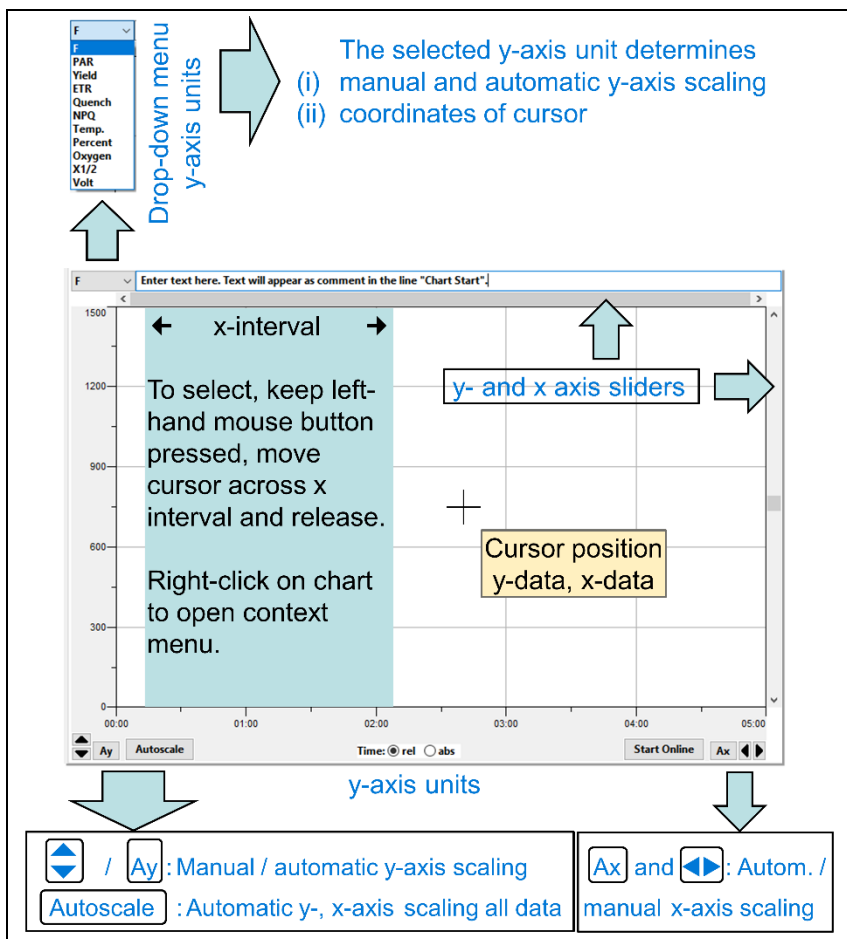 F
F
PAR
Yield
ETR
Quench
NPQ
Temp.
Percent
Oxygen
X1/2
Volt
Drop-down menu
y-axis units
The selected y-axis unit determines
(i) manual and automatic y-axis scaling
(ii) coordinates of cursor
F
Enter text here. Text will appear as comment in the line "Chart Start".
1500
1200
900
600
300
0
x-interval
To select, keep left-
hand mouse button
pressed, move
cursor across x
interval and release.
Right-click on chart
to open context
menu.
y- and x axis sliders
Cursor position
y-data, x-data
00:00 01:00 02:00 03:00 04:00 05:00
Ay Autoscale Time: rel abs Start Online Ax
y-axis units
/ Ay : Manual / automatic y-axis scaling
Autoscale : Automatic y-, x-axis scaling all data
Ax and : Autom. /
manual x-axis scaling